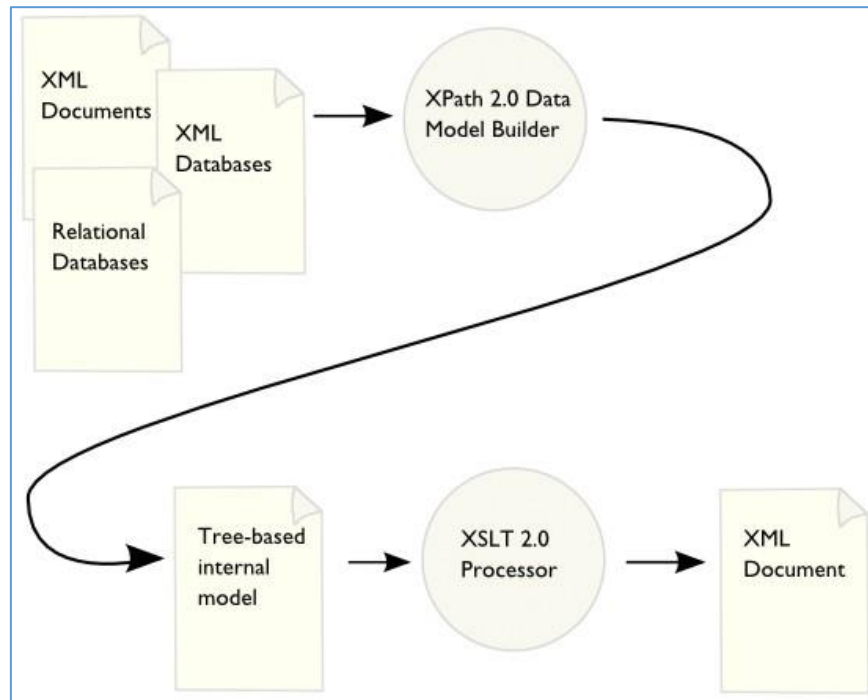 XML
Documents
XML
Databases
Relational
Databases
XPath 2.0 Data
Model Builder
Tree-based
internal
model
XSLT 2.0
Processor
XML
Document